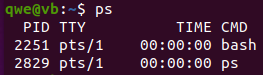 qwe@vb:~$ ps
PID TTY TIME CMD
2251 pts/1 00:00:00 bash
2829 pts/1 00:00:00 ps